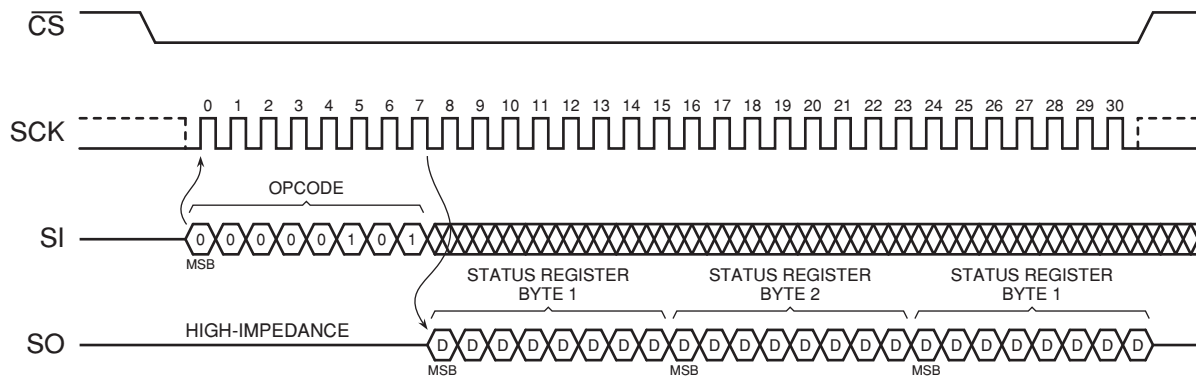 CS
0 1 2 3 4 5 6 7 8 9 10 11 12 13 14 15 16 17 18 19 20 21 22 23 24 25 26 27 28 29 30
SCK
OPCODE
SI 0 0 0 0 0 1 0 1
MSB
STATUS REGISTER BYTE 1
STATUS REGISTER BYTE 2
STATUS REGISTER BYTE 1
SO HIGH-IMPEDANCE D D D D D D D D D D D D D D D D D D D D D D D D
MSB MSB MSB